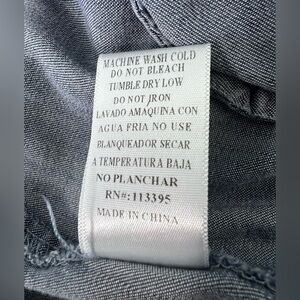 MACHINE WASH COLD
DO NOT BLEACH
TUMBLE DRY LOW
DO NOT IRON
LAVADO AMAQUINA CON
AGUA FRIA NO USE
BLANQUEADOR SECAR
A TEMPERATURA BAJA
NO PLANCHAR
RN#:113395
MADE IN CHINA